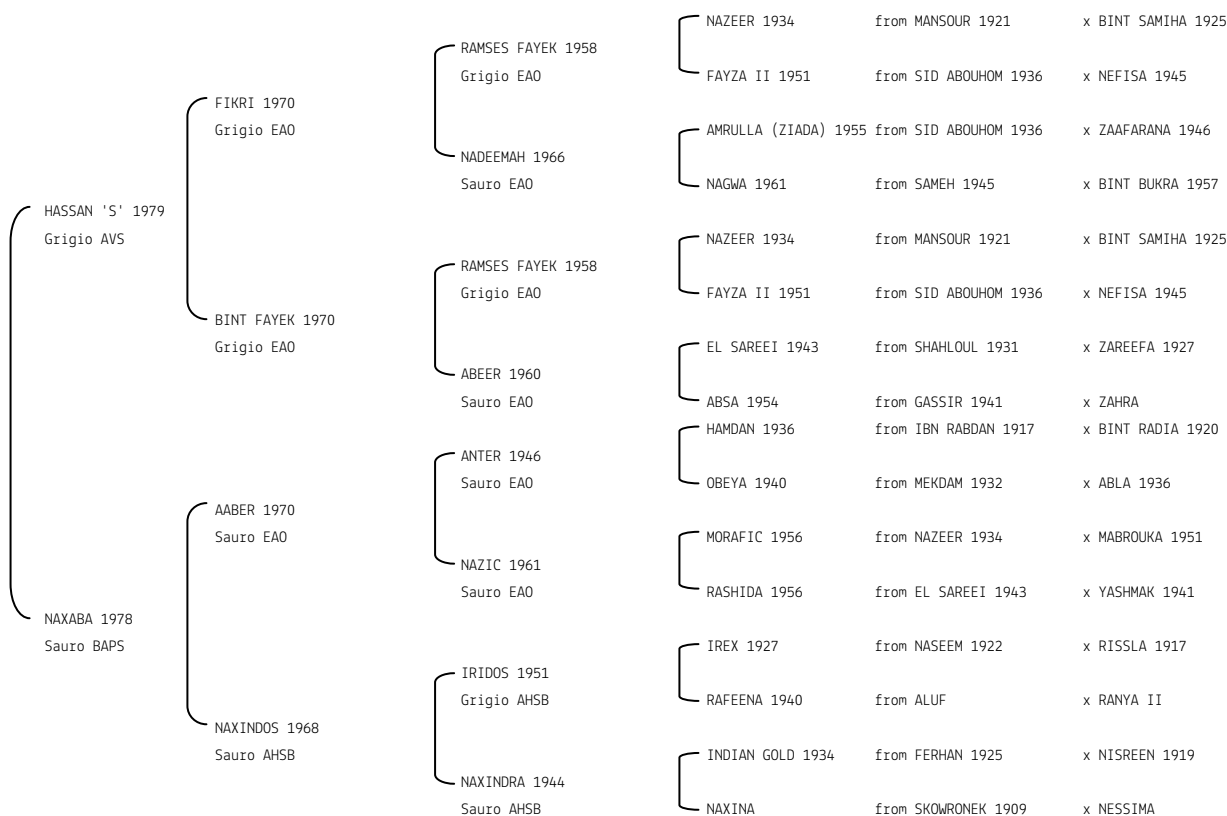 NAZEER 1934 from MANSOUR 1921 x BINT SAMIHA 1925
RAMSES FAYEK 1958
Grigio EAO
FAYZA II 1951 from SID ABOUHOM 1936 x NEFISA 1945
FIKRI 1970
Grigio EAO
AMRULLA (ZIADA) 1955 from SID ABOUHOM 1936 x ZAAFARANA 1946
NADEEMAH 1966
Sauro EAO
NAGWA 1961 from SAMEH 1945 x BINT BUKRA 1957
HASSAN 'S' 1979
Grigio AVS
NAZEER 1934 from MANSOUR 1921 x BINT SAMIHA 1925
RAMSES FAYEK 1958
Grigio EAO
FAYZA II 1951 from SID ABOUHOM 1936 x NEFISA 1945
BINT FAYEK 1970
Grigio EAO
EL SAREEI 1943 from SHAHLOUL 1931 x ZAREEFA 1927
ABEER 1960
Sauro EAO
ABSA 1954 from GASSIR 1941 x ZAHRA
HAMDAN 1936 from IBN RABDAN 1917 x BINT RADIA 1920
ANTER 1946
Sauro EAO
OBEYA 1940 from MEKDAM 1932 x ABLA 1936
AABER 1970
Sauro EAO
MORAFIC 1956 from NAZEER 1934 x MABROUKA 1951
NAZIC 1961
Sauro EAO
RASHIDA 1956 from EL SAREEI 1943 x YASHMAK 1941
NAXABA 1978
Sauro BAPS
IREX 1927 from NASEEM 1922 x RISSLA 1917
IRIDOS 1951
Grigio AHSB
RAFEENA 1940 from ALUF x RANYA II
NAXINDOS 1968
Sauro AHSB
INDIAN GOLD 1934 from FERHAN 1925 x NISREEN 1919
NAXINDRA 1944
Sauro AHSB
NAXINA from SKOWRONEK 1909 x NESSIMA